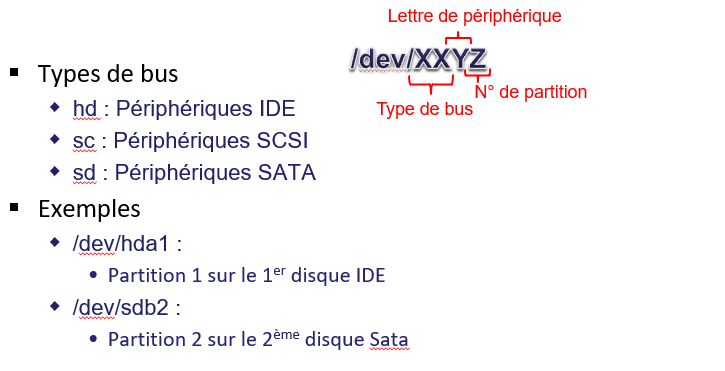 Lettre de périphérique
/dev/XXYZ
N° de partition
Type de bus
Types de bus
hd : Périphériques IDE
sc : Périphériques SCSI
sd : Périphériques SATA
Exemples
/dev/hda1 :
Partition 1 sur le 1er disque IDE
/dev/sdb2 :
Partition 2 sur le 2ème disque Sata